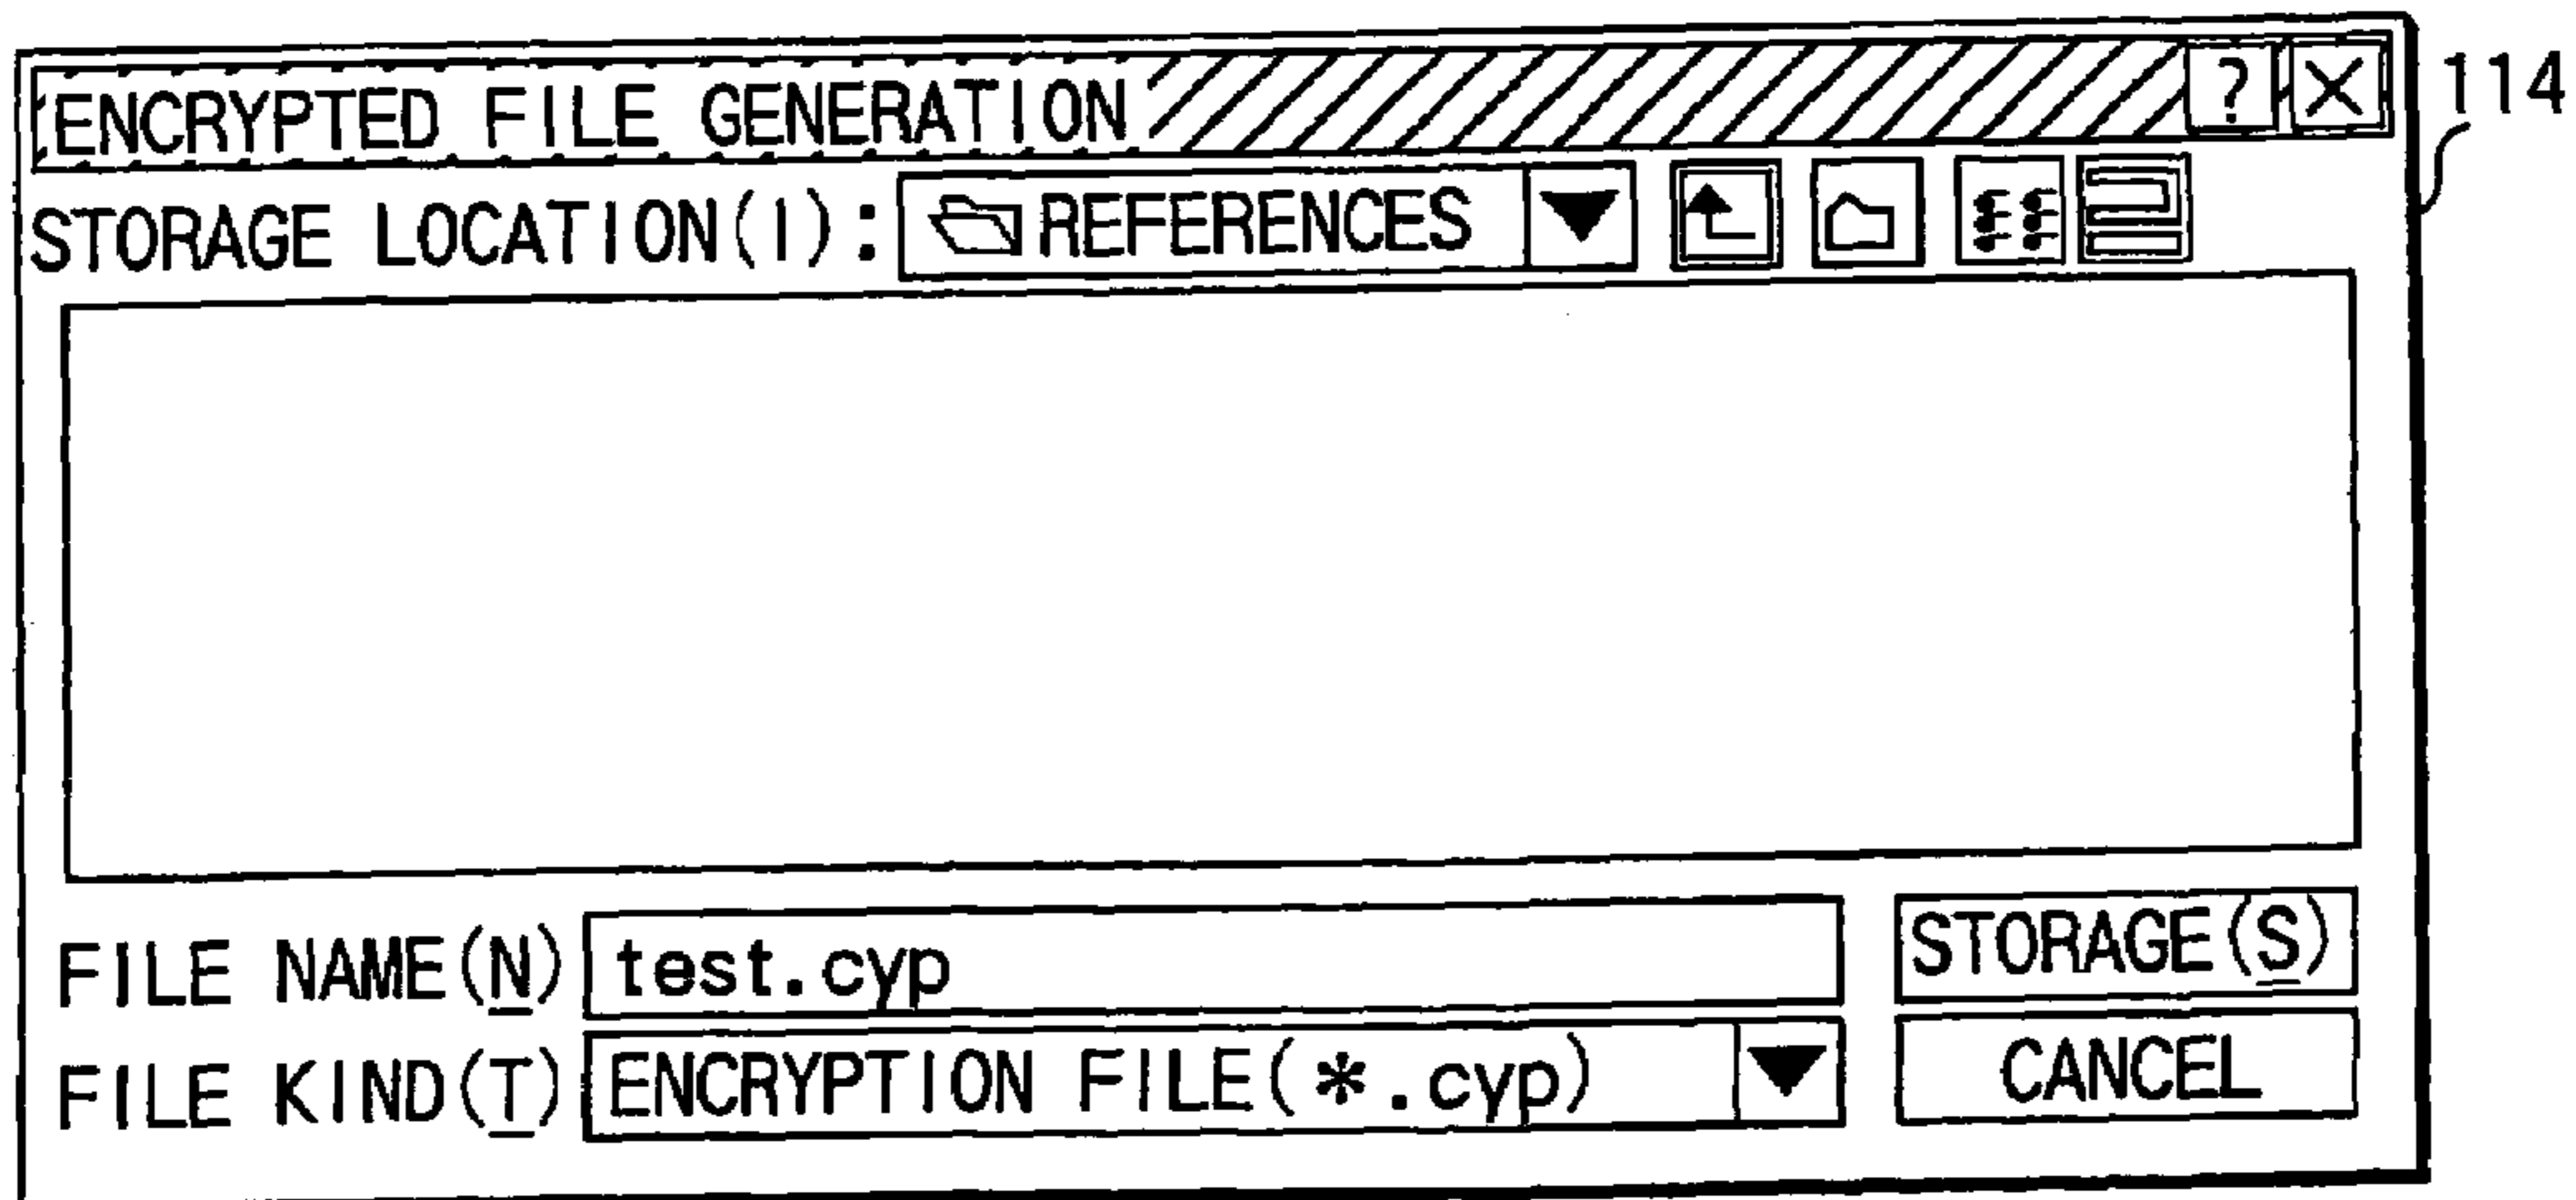 ENCRYPTED FILE GENERATION ? X
114
STORAGE LOCATION(I): REFERENCES
FILE NAME(N) test.cyp STORAGE(S)
FILE KIND(T) ENCRYPTION FILE(*.cyp) CANCEL